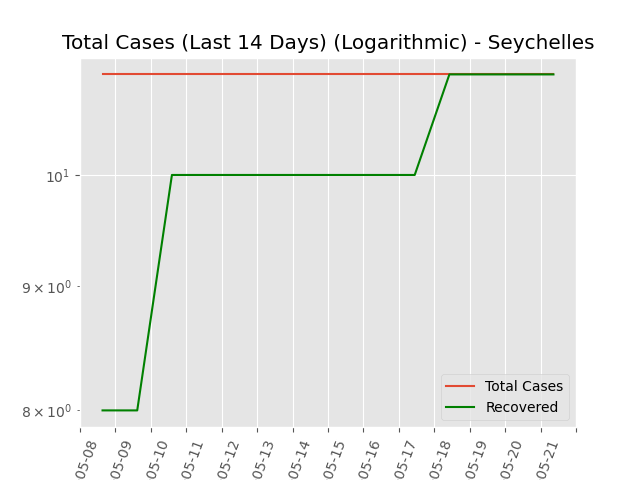 Total Cases (Last 14 Days) (Logarithmic) - Seychelles
10¹
9 × 10⁰
8 × 10⁰
Total Cases
Recovered
05-08 05-09 05-10 05-11 05-12 05-13 05-14 05-15 05-16 05-17 05-18 05-19 05-20 05-21